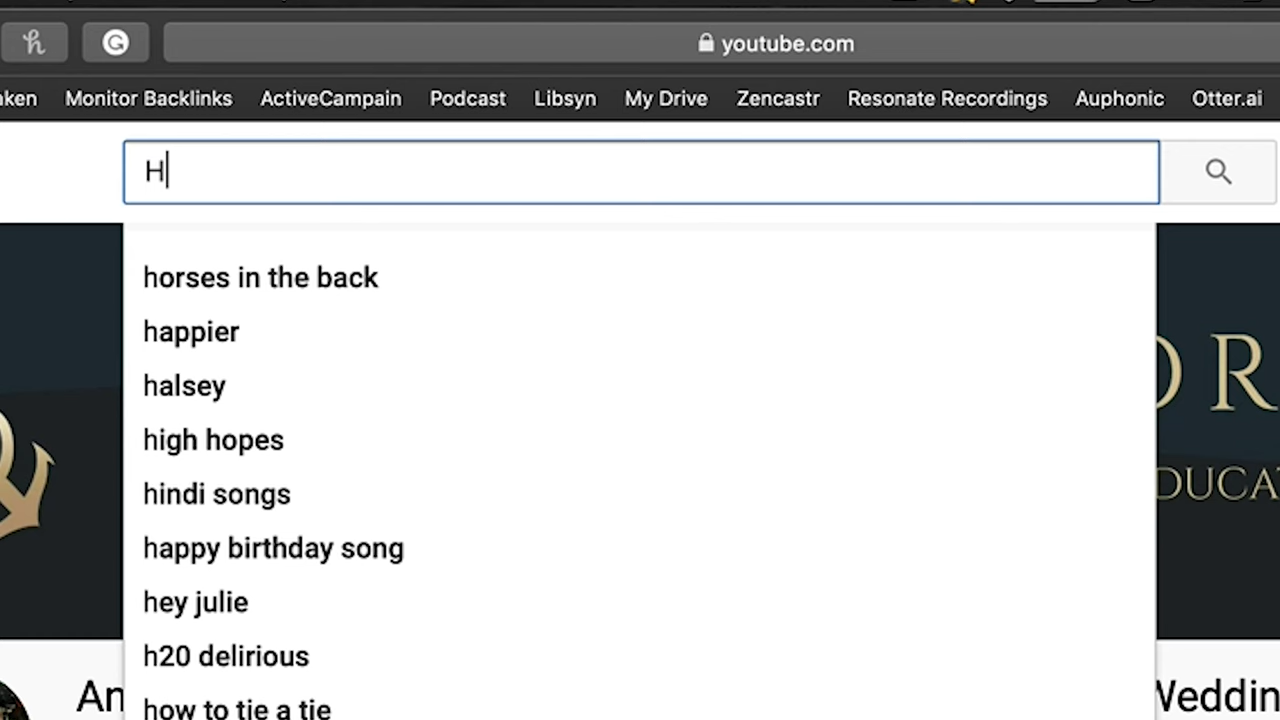 youtube.com
Monitor Backlinks ActiveCampain Podcast Libsyn My Drive Zencastr Resonate Recordings Auphonic Otter.ai
H
horses in the back
happier
halsey
high hopes
hindi songs
happy birthday song
hey julie
h20 delirious
how to tie a tie